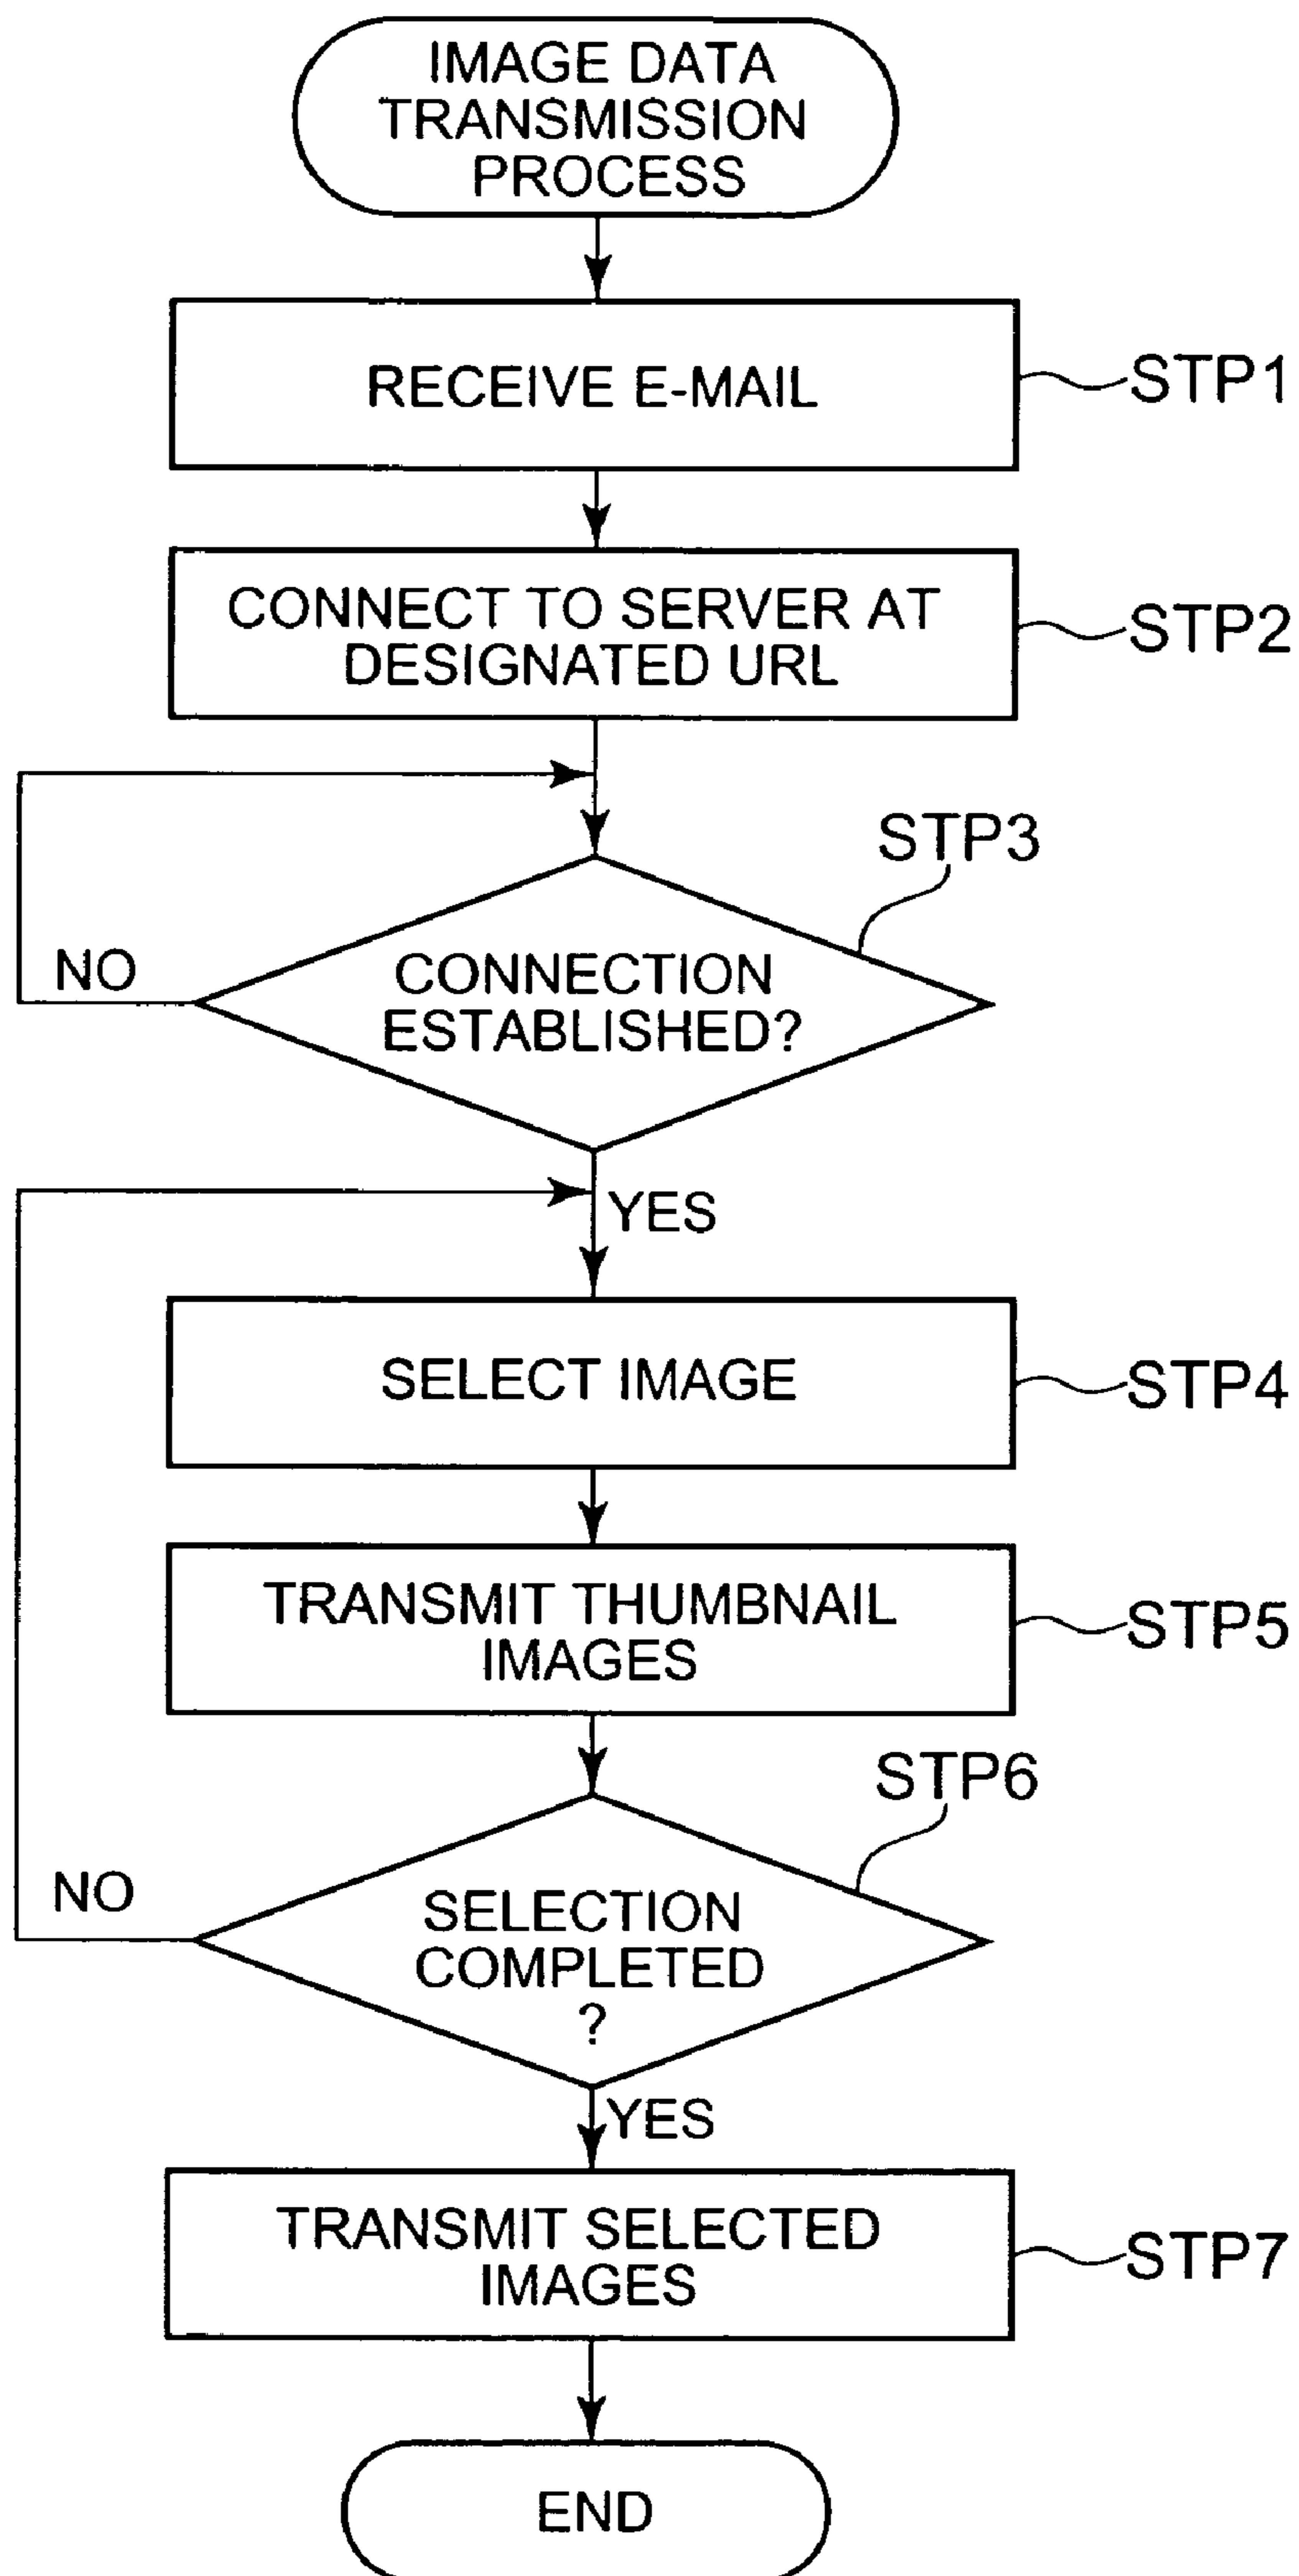 IMAGE DATA
TRANSMISSION
PROCESS
RECEIVE E-MAIL
STP1
CONNECT TO SERVER AT
DESIGNATED URL
STP2
STP3
NO
CONNECTION
ESTABLISHED?
YES
SELECT IMAGE
STP4
TRANSMIT THUMBNAIL
IMAGES
STP5
STP6
NO
SELECTION
COMPLETED
?
YES
TRANSMIT SELECTED
IMAGES
STP7
END